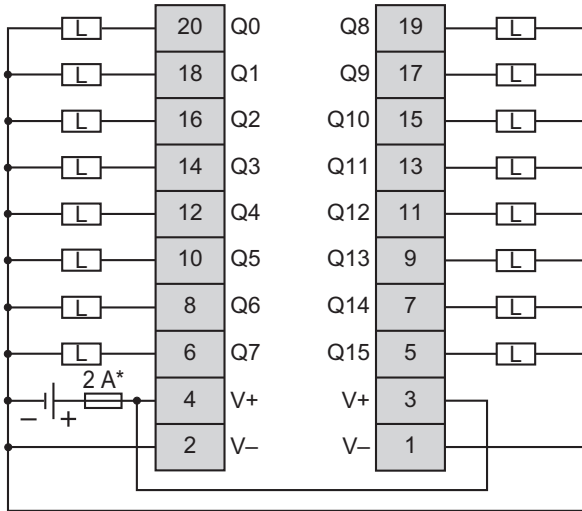 L 20 Q0 Q8 19 L
L 18 Q1 Q9 17 L
L 16 Q2 Q10 15 L
L 14 Q3 Q11 13 L
L 12 Q4 Q12 11 L
L 10 Q5 Q13 9 L
L 8 Q6 Q14 7 L
L 6 Q7 Q15 5 L
2 A*
– + 4 V+ V+ 3
2 V– V– 1